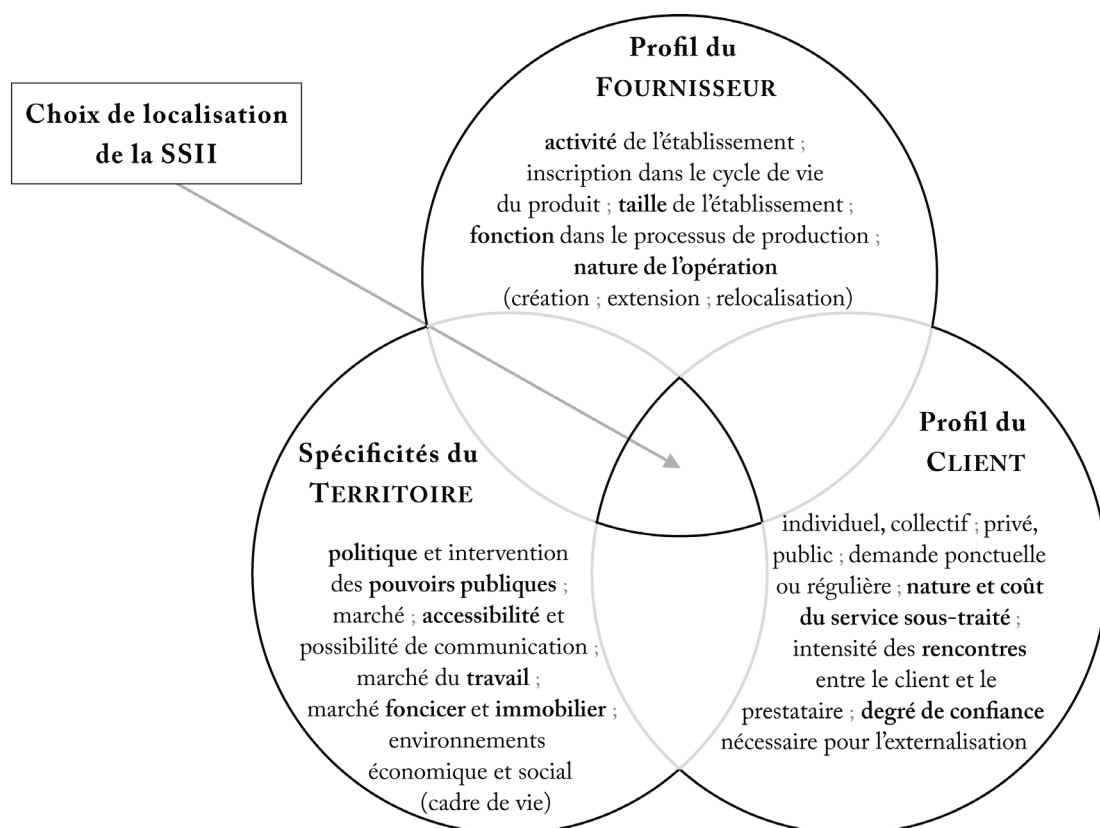 Choix de localisation
de la SSII
Profil du
FOURNISSEUR
activité de l'établissement ;
inscription dans le cycle de vie
du produit ; taille de l'établissement ;
fonction dans le processus de production ;
nature de l'opération
(création ; extension ; relocalisation)
Spécificités du
TERRITOIRE
politique et intervention
des pouvoirs publiques ;
marché ; accessibilité et
possibilité de communication ;
marché du travail ;
marché foncicer et immobilier ;
environnements
économique et social
(cadre de vie)
Profil du
CLIENT
individuel, collectif ; privé,
public ; demande ponctuelle
ou régulière ; nature et coût
du service sous-traité ;
intensité des rencontres
entre le client et le
prestataire ; degré de confiance
nécessaire pour l'externalisation